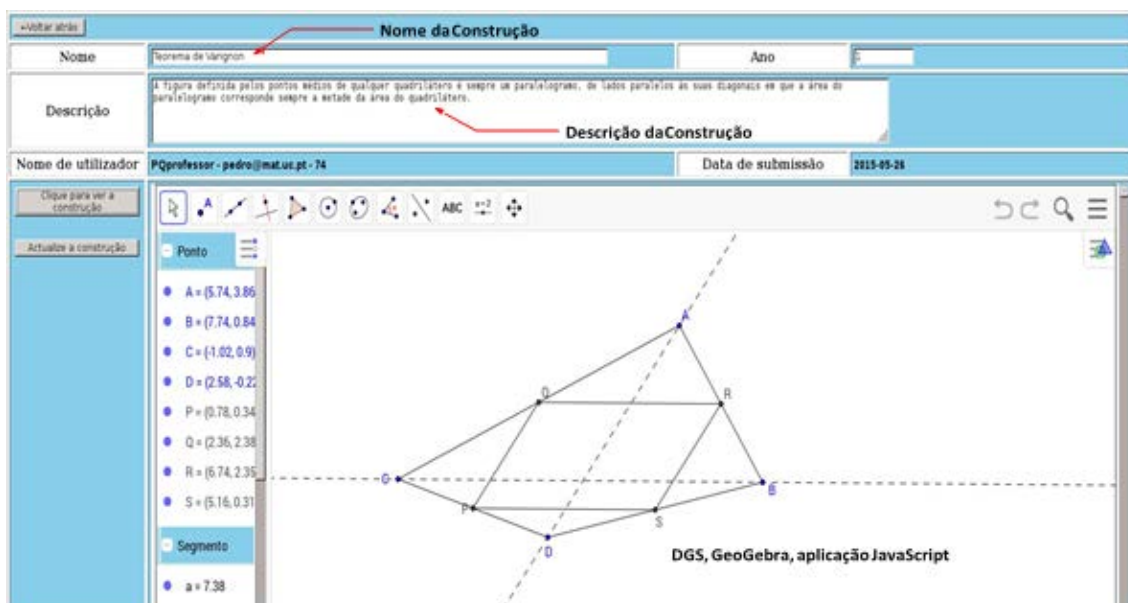 ←Voltar atrás
Nome da Construção
Nome
Teorema de Varignon
Ano
Descrição
A figura definida pelos pontos médios de qualquer quadrilátero é sempre um paralelogramo, de lados paralelos às suas diagonais em que a área do
paralelogramo corresponde sempre a metade da área do quadrilátero.
Descrição da Construção
Nome de utilizador
PQprofessor - pedro@mat.uc.pt - 74
Data de submissão
2015-05-26
Clique para ver a
construção
Actualize a construção
A
ABC
a=2
Ponto
A = (5.74, 3.86
B = (7.74, 0.84
C = (-1.02, 0.9)
D = (2.58, -0.22
P = (0.78, 0.34
Q = (2.36, 2.38
R = (6.74, 2.35
S = (5.16, 0.31
Segmento
a = 7.38
A
Q
R
C
B
P
S
D
DGS, GeoGebra, aplicação JavaScript